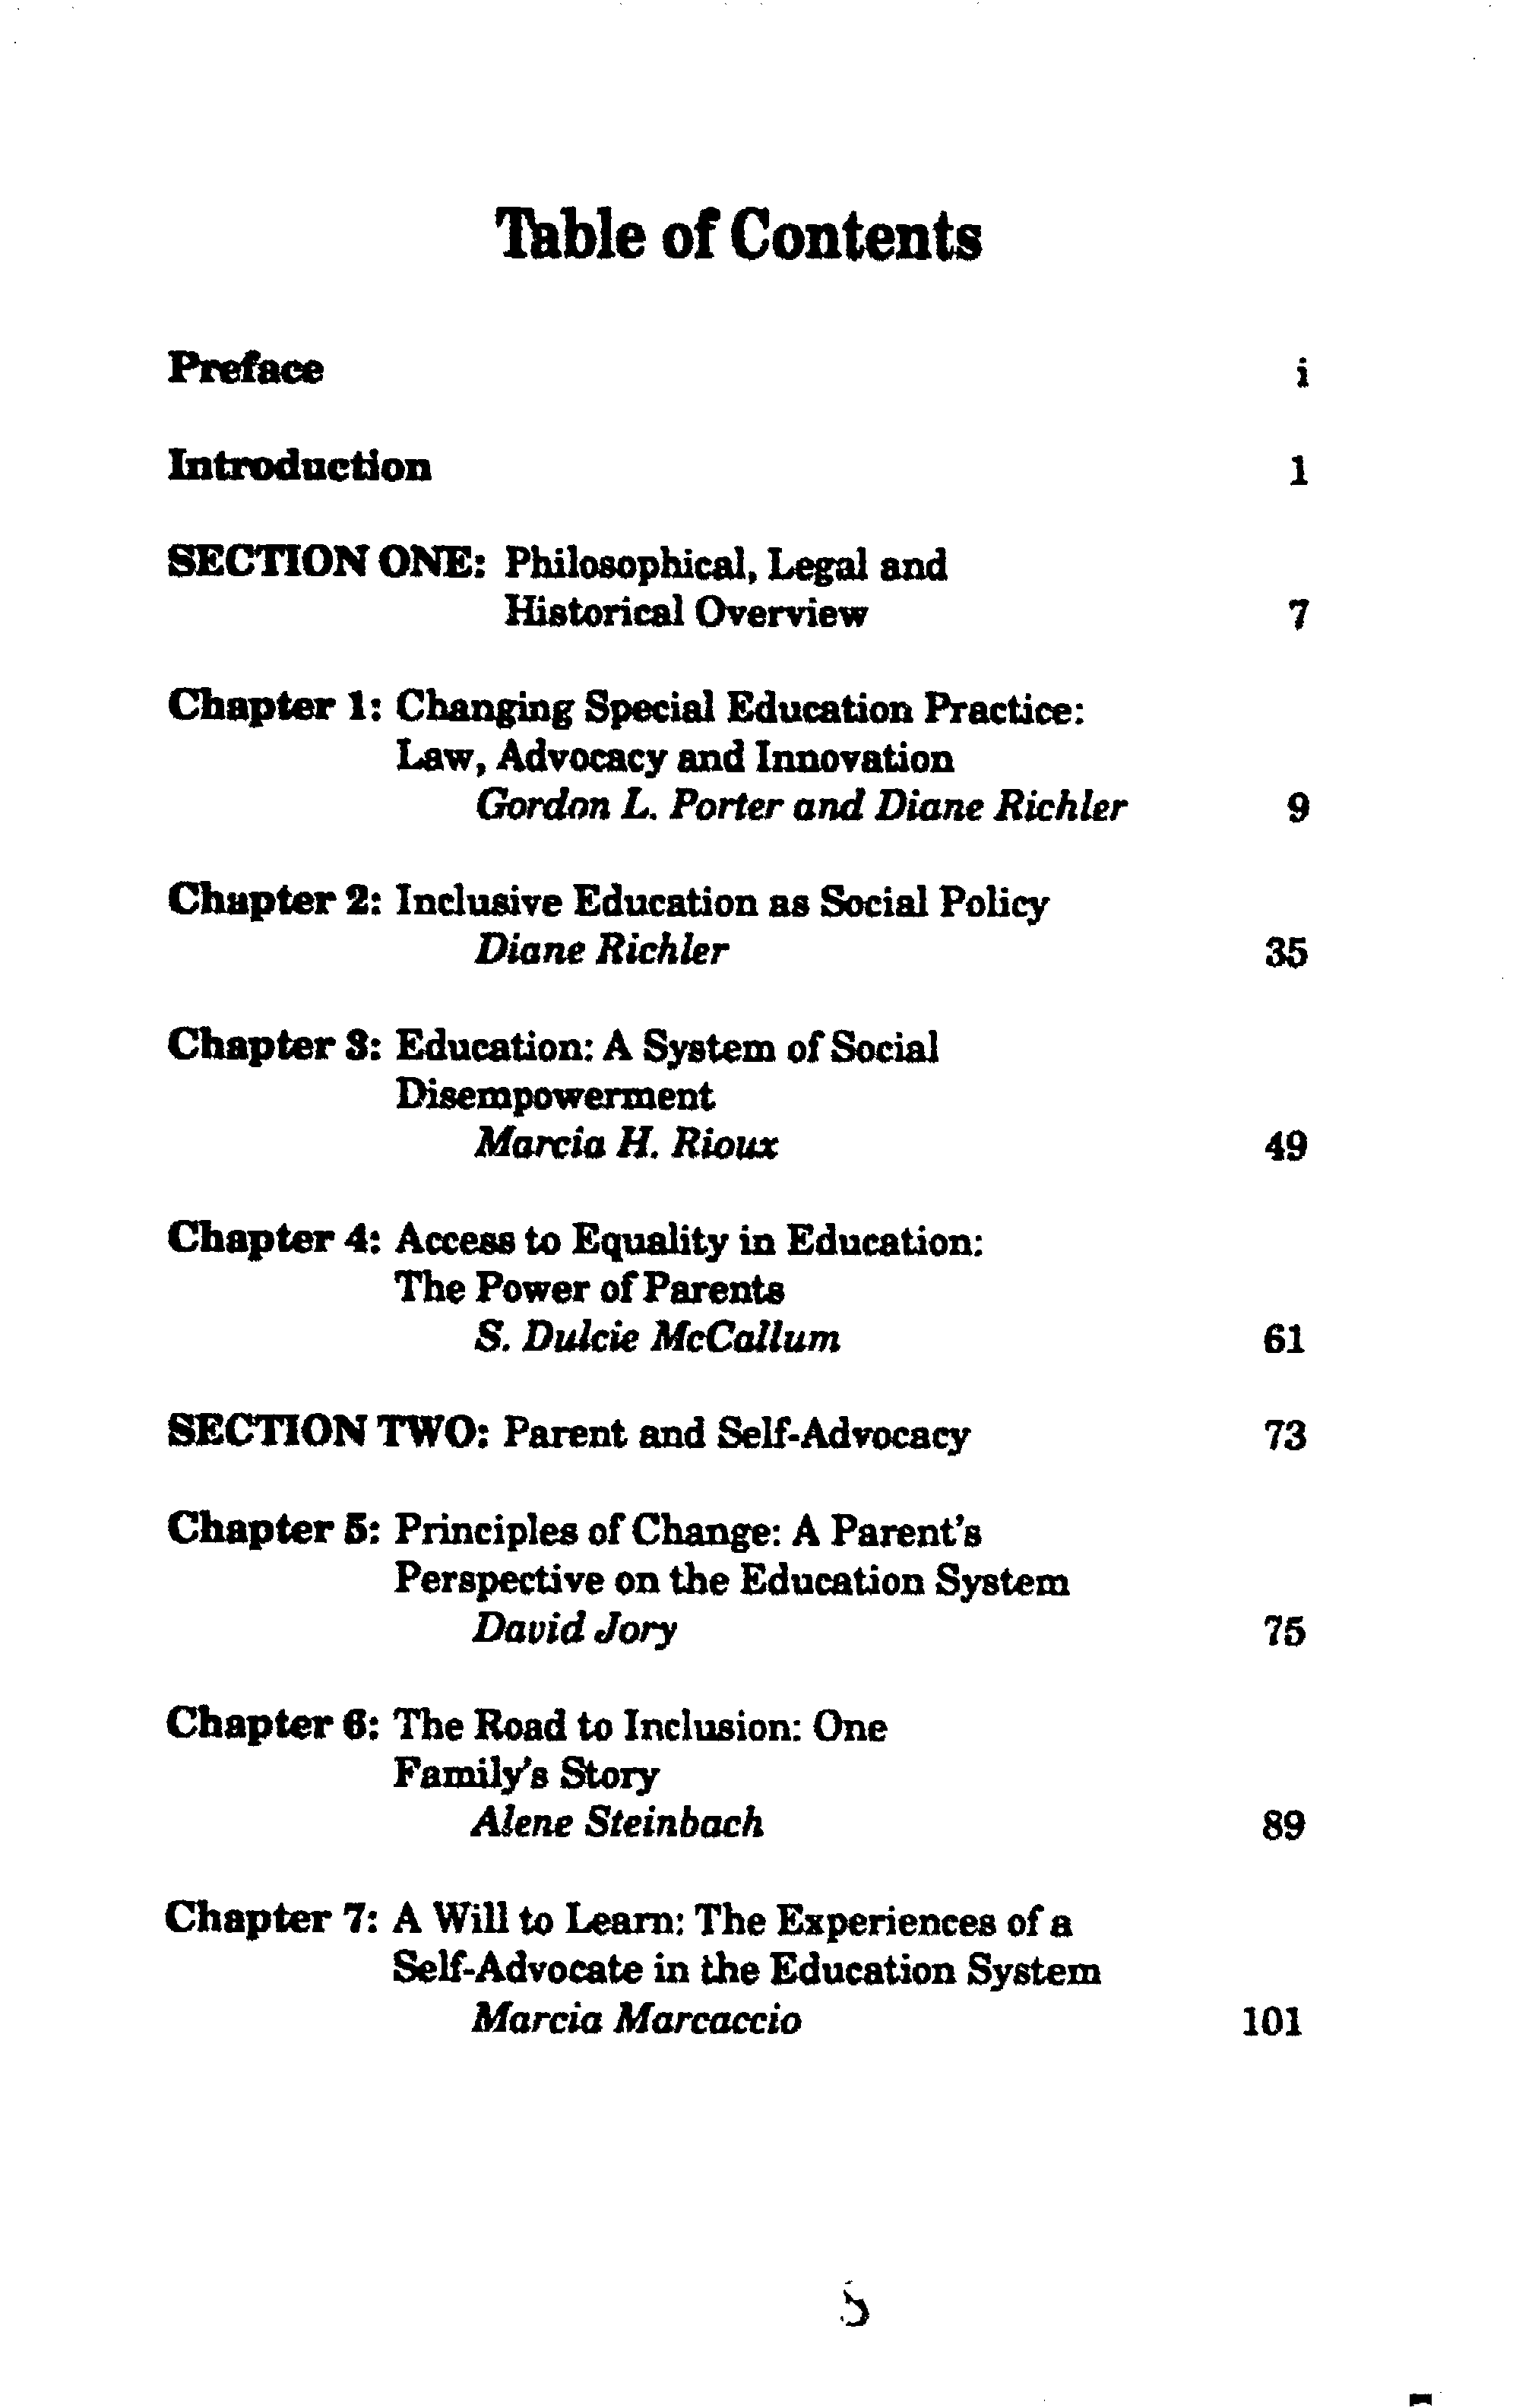 Table of Contents
Preface i
Introduction 1
SECTION ONE: Philosophical, Legal and
Historical Overview 7
Chapter 1: Changing Special Education Practice:
Law, Advocacy and Innovation
Gordon L. Porter and Diane Richler 9
Chapter 2: Inclusive Education as Social Policy
Diane Richler 35
Chapter 3: Education: A System of Social
Disempowerment
Marcia H. Rioux 49
Chapter 4: Access to Equality in Education:
The Power of Parents
S. Dulcie McCallum 61
SECTION TWO: Parent and Self-Advocacy 73
Chapter 5: Principles of Change: A Parent's
Perspective on the Education System
David Jory 75
Chapter 6: The Road to Inclusion: One
Family's Story
Alene Steinbach 89
Chapter 7: A Will to Learn: The Experiences of a
Self-Advocate in the Education System
Marcia Marcaccio 101
5